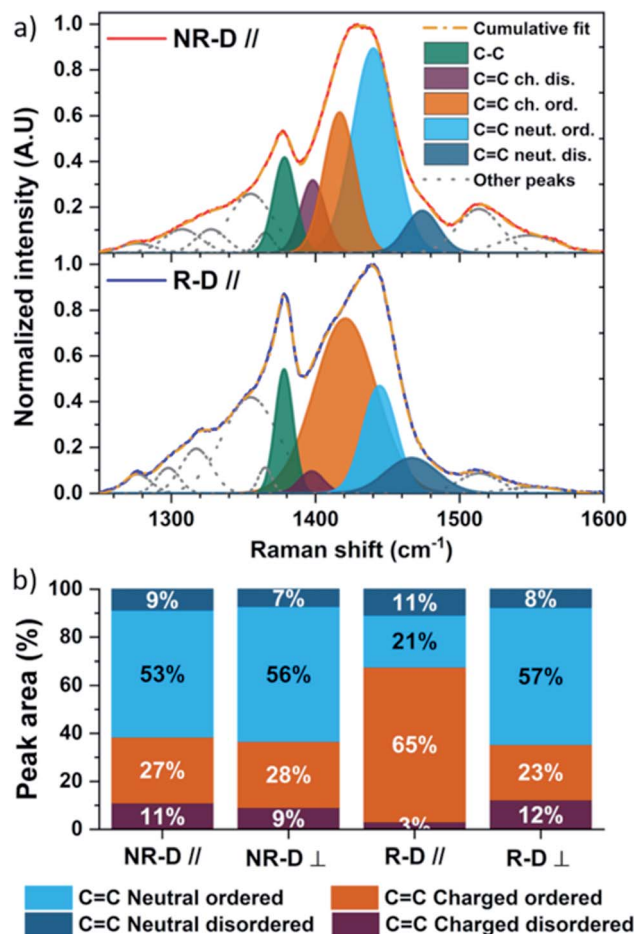 a)
NR-D //
Cumulative fit
C-C
C=C ch. dis.
C=C ch. ord.
C=C neut. ord.
C=C neut. dis.
Other peaks
1.0
0.8
0.6
0.4
0.2
R-D //
1.0
0.8
0.6
0.4
0.2
0.0
Normalized intensity (A.U)
1300 1400 1500 1600
Raman shift (cm-1)
b)
Peak area (%)
100
80
60
40
20
0
9% 7% 11% 8%
53% 56% 21% 57%
27% 28% 65% 23%
11% 9% 3% 12%
NR-D // NR-D ⊥ R-D // R-D ⊥
C=C Neutral ordered C=C Charged ordered
C=C Neutral disordered C=C Charged disordered